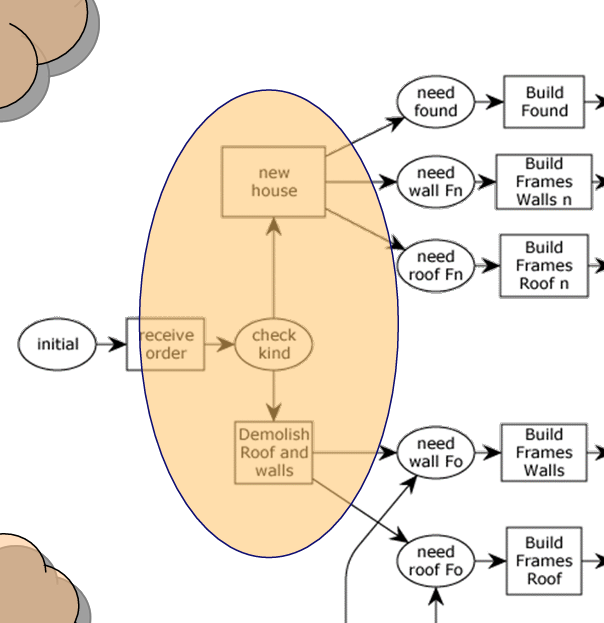 need
found
Build
Found
new
house
need
wall Fn
Build
Frames
Walls n
need
roof Fn
Build
Frames
Roof n
initial
receive
order
check
kind
Demolish
Roof and
walls
need
wall Fo
Build
Frames
Walls
need
roof Fo
Build
Frames
Roof